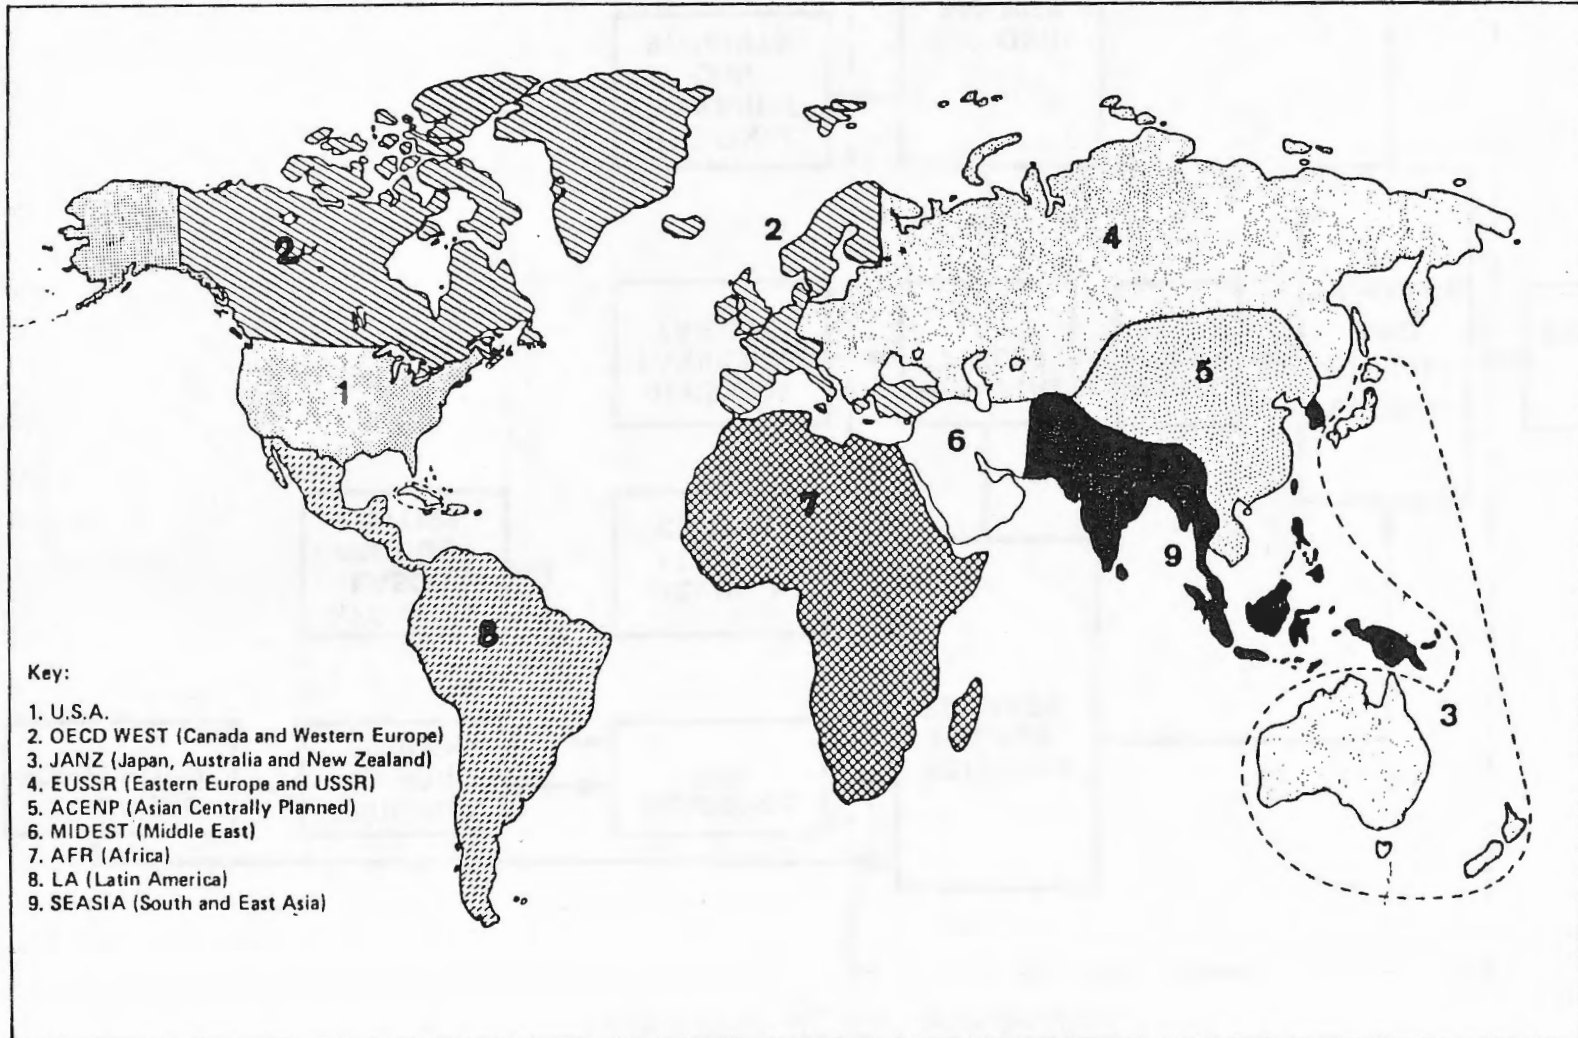 2
2
4
1
5
6
7
9
8
3
Key:
1. U.S.A.
2. OECD WEST (Canada and Western Europe)
3. JANZ (Japan, Australia and New Zealand)
4. EUSSR (Eastern Europe and USSR)
5. ACENP (Asian Centrally Planned)
6. MIDEST (Middle East)
7. AFR (Africa)
8. LA (Latin America)
9. SEASIA (South and East Asia)